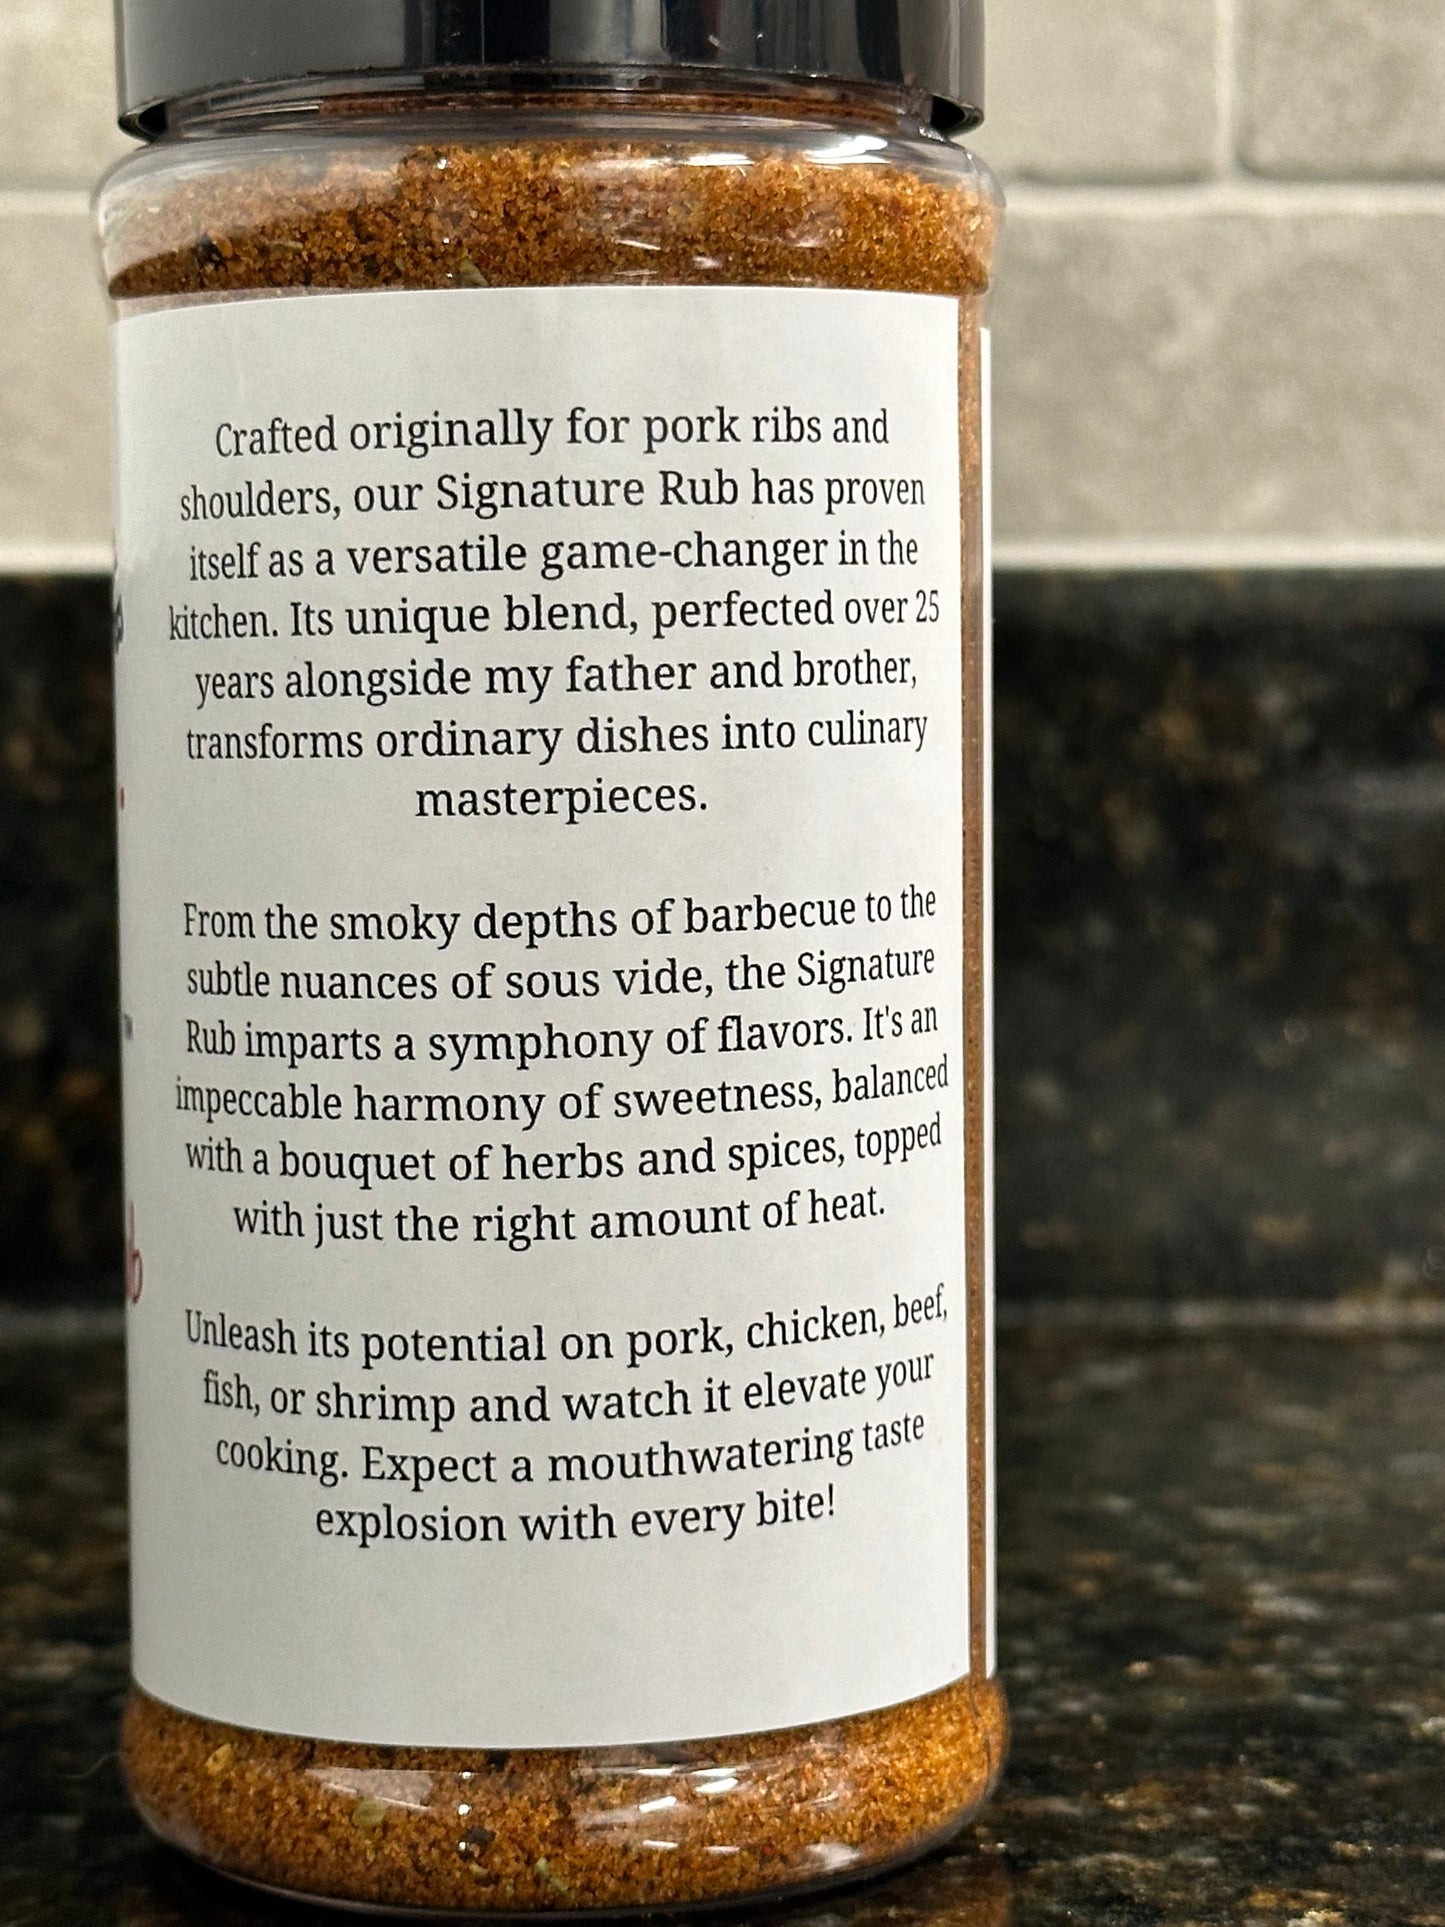 Crafted originally for pork ribs and
shoulders, our Signature Rub has proven
itself as a versatile game-changer in the
kitchen. Its unique blend, perfected over 25
years alongside my father and brother,
transforms ordinary dishes into culinary
masterpieces.
From the smoky depths of barbecue to the
subtle nuances of sous vide, the Signature
Rub imparts a symphony of flavors. It's an
impeccable harmony of sweetness, balanced
with a bouquet of herbs and spices, topped
with just the right amount of heat.
Unleash its potential on pork, chicken, beef,
fish, or shrimp and watch it elevate your
cooking. Expect a mouthwatering taste
explosion with every bite!